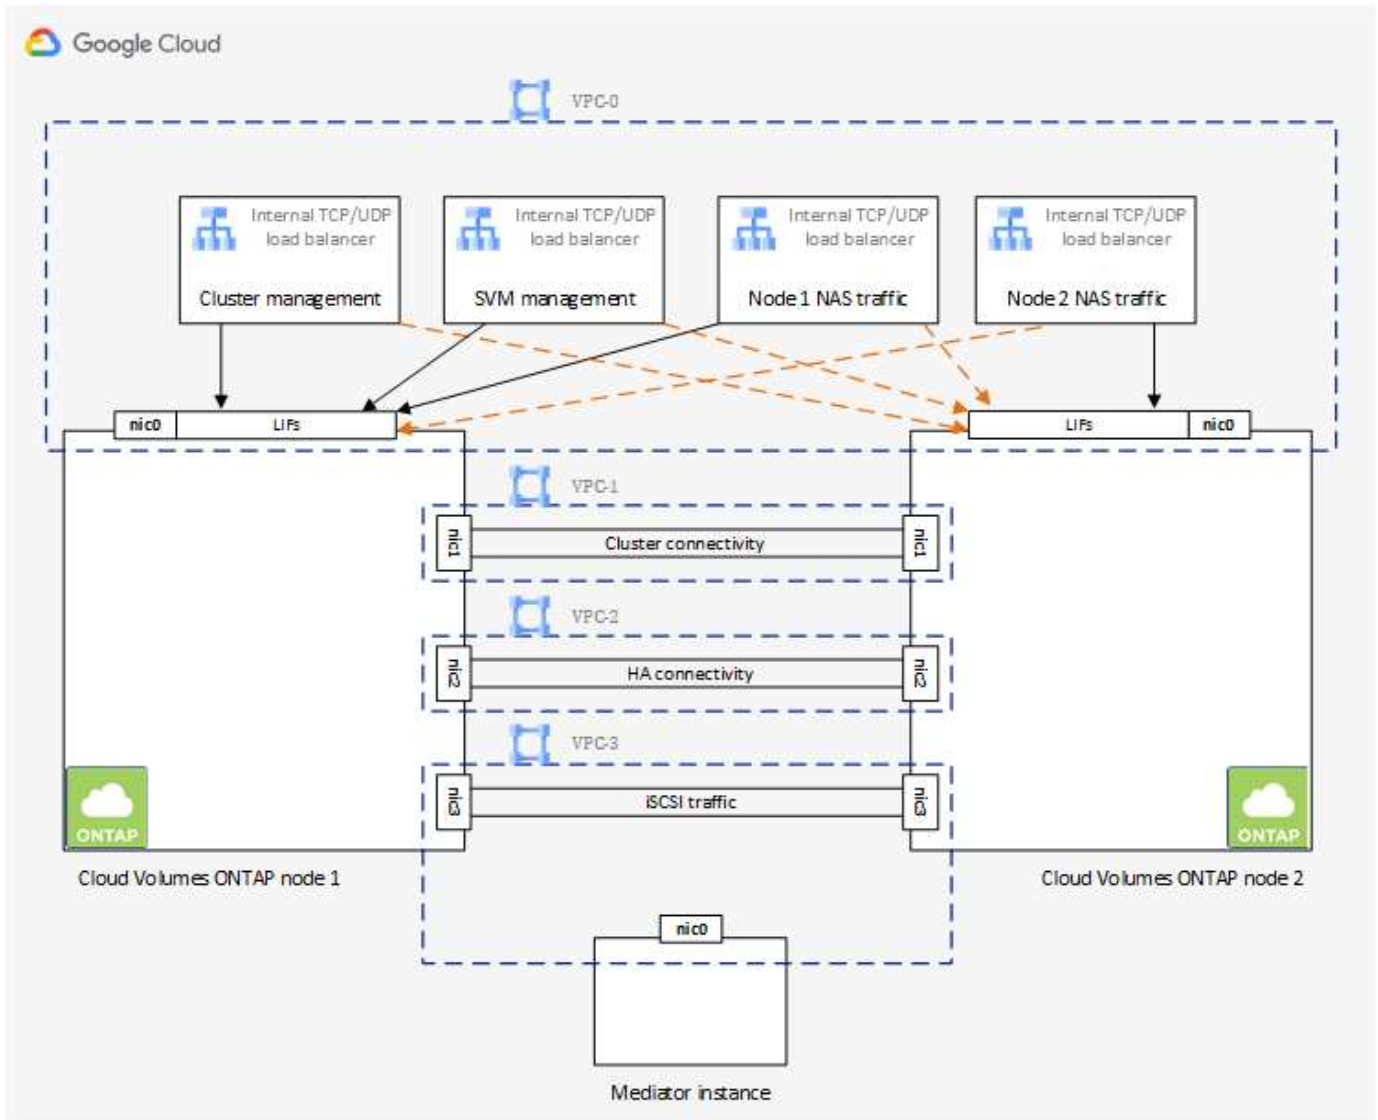 Google Cloud
VPC-0
Internal TCP/UDP
load balancer
Cluster management
Internal TCP/UDP
load balancer
SVM management
Internal TCP/UDP
load balancer
Node 1 NAS traffic
Internal TCP/UDP
load balancer
Node 2 NAS traffic
nic0
LIFs
LIFs
nic0
VPC-1
nic1
Cluster connectivity
nic1
VPC-2
nic2
HA connectivity
nic2
VPC-3
nic3
iSCSI traffic
nic3
ONTAP
ONTAP
Cloud Volumes ONTAP node 1
Cloud Volumes ONTAP node 2
nic0
Mediator instance